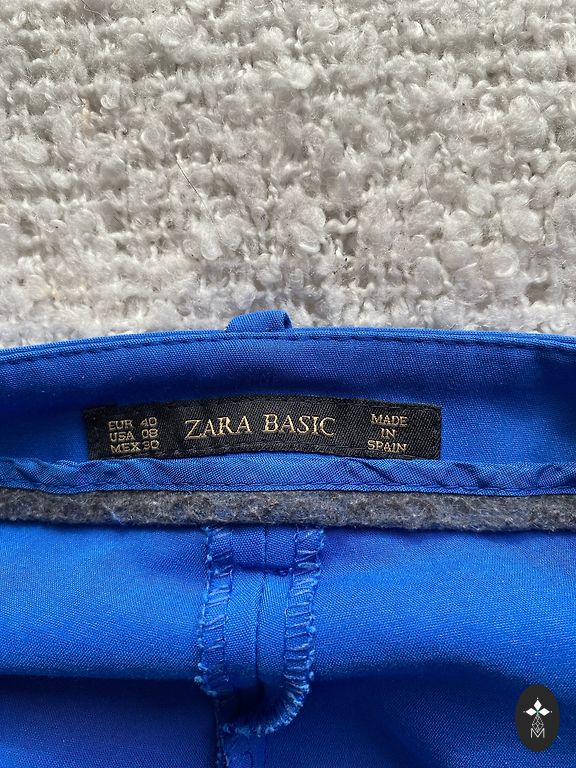 EUR 40
USA 08
MEX 30
ZARA BASIC
MADE
IN
SPAIN
M